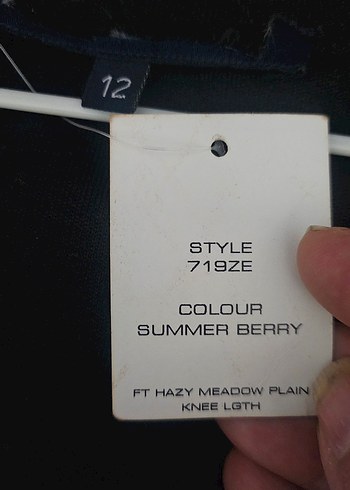 12
STYLE
719ZE
COLOUR
SUMMER BERRY
FT HAZY MEADOW PLAIN
KNEE LGTH